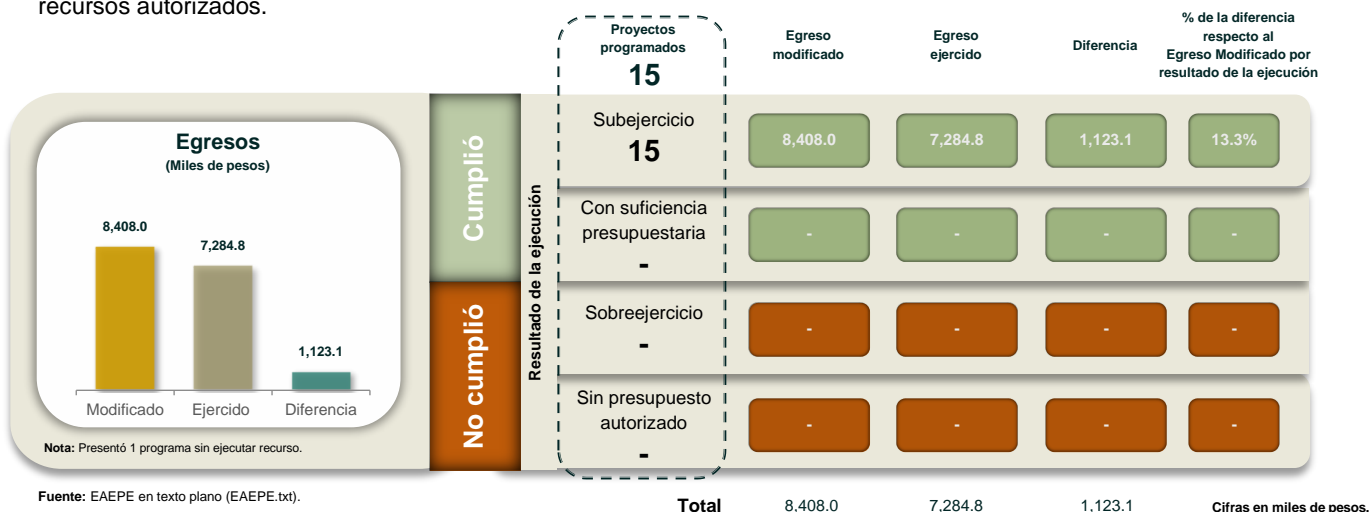 recursos autorizados.
Proyectos
programados
15
Egreso
modificado
Egreso
ejercido
Diferencia
% de la diferencia
respecto al
Egreso Modificado por
resultado de la ejecución
Egresos
(Miles de pesos)
8,408.0
7,284.8
1,123.1
Modificado
Ejercido
Diferencia
Nota: Presentó 1 programa sin ejecutar recurso.
Cumplió
No cumplió
Resultado de la ejecución
Subejercicio
15
8,408.0
7,284.8
1,123.1
13.3%
Con suficiencia
presupuestaria
-
-
-
-
-
Sobreejercicio
-
-
-
-
-
Sin presupuesto
autorizado
-
-
-
-
-
Fuente: EAEPE en texto plano (EAEPE.txt).
Total
8,408.0
7,284.8
1,123.1
Cifras en miles de pesos.